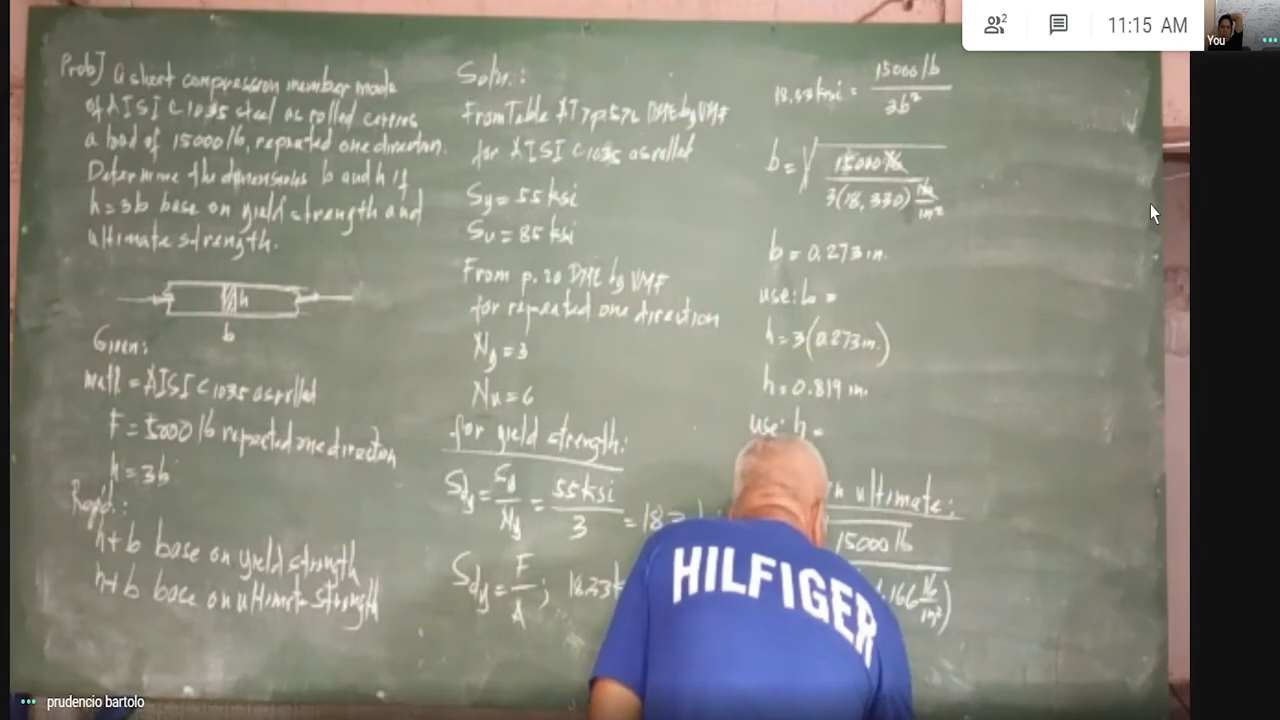 Prob] A short compression member made
of AISI C1035 steel as rolled carries
a load of 15000 lb, repeated one direction.
Determine the dimensions b and h if
h=3b base on yield strength and
ultimate strength.
h
b
Given:
matl = AISI C1035 as rolled
F = 5000 lb repeated one direction
h = 3b
Req'd:
h + b base on yield strength
h + b base on ultimate strength
Soln.:
From Table AT 7 p.576 DME by VMF
for AISI C1035 as rolled
Sy = 55 ksi
Su = 85 ksi
From p. 20 DME by VMF
for repeated one direction
Ny = 3
Nu = 6
for yield strength:
Sdy = Sy/Ny = 55 ksi/3 = 18.
Sdy = F/A ; 18.33
18.33 ksi = 15000 lb/3b²
b = √ 15000 lb/3(18,330) lb/in²
b = 0.273 in.
use: b =
h = 3(0.273 in.)
h = 0.819 in.
use: h =
ultimate:
15000 lb
.166 lb/in²)
HILFIGER
2
11:15 AM
You
prudencio bartolo